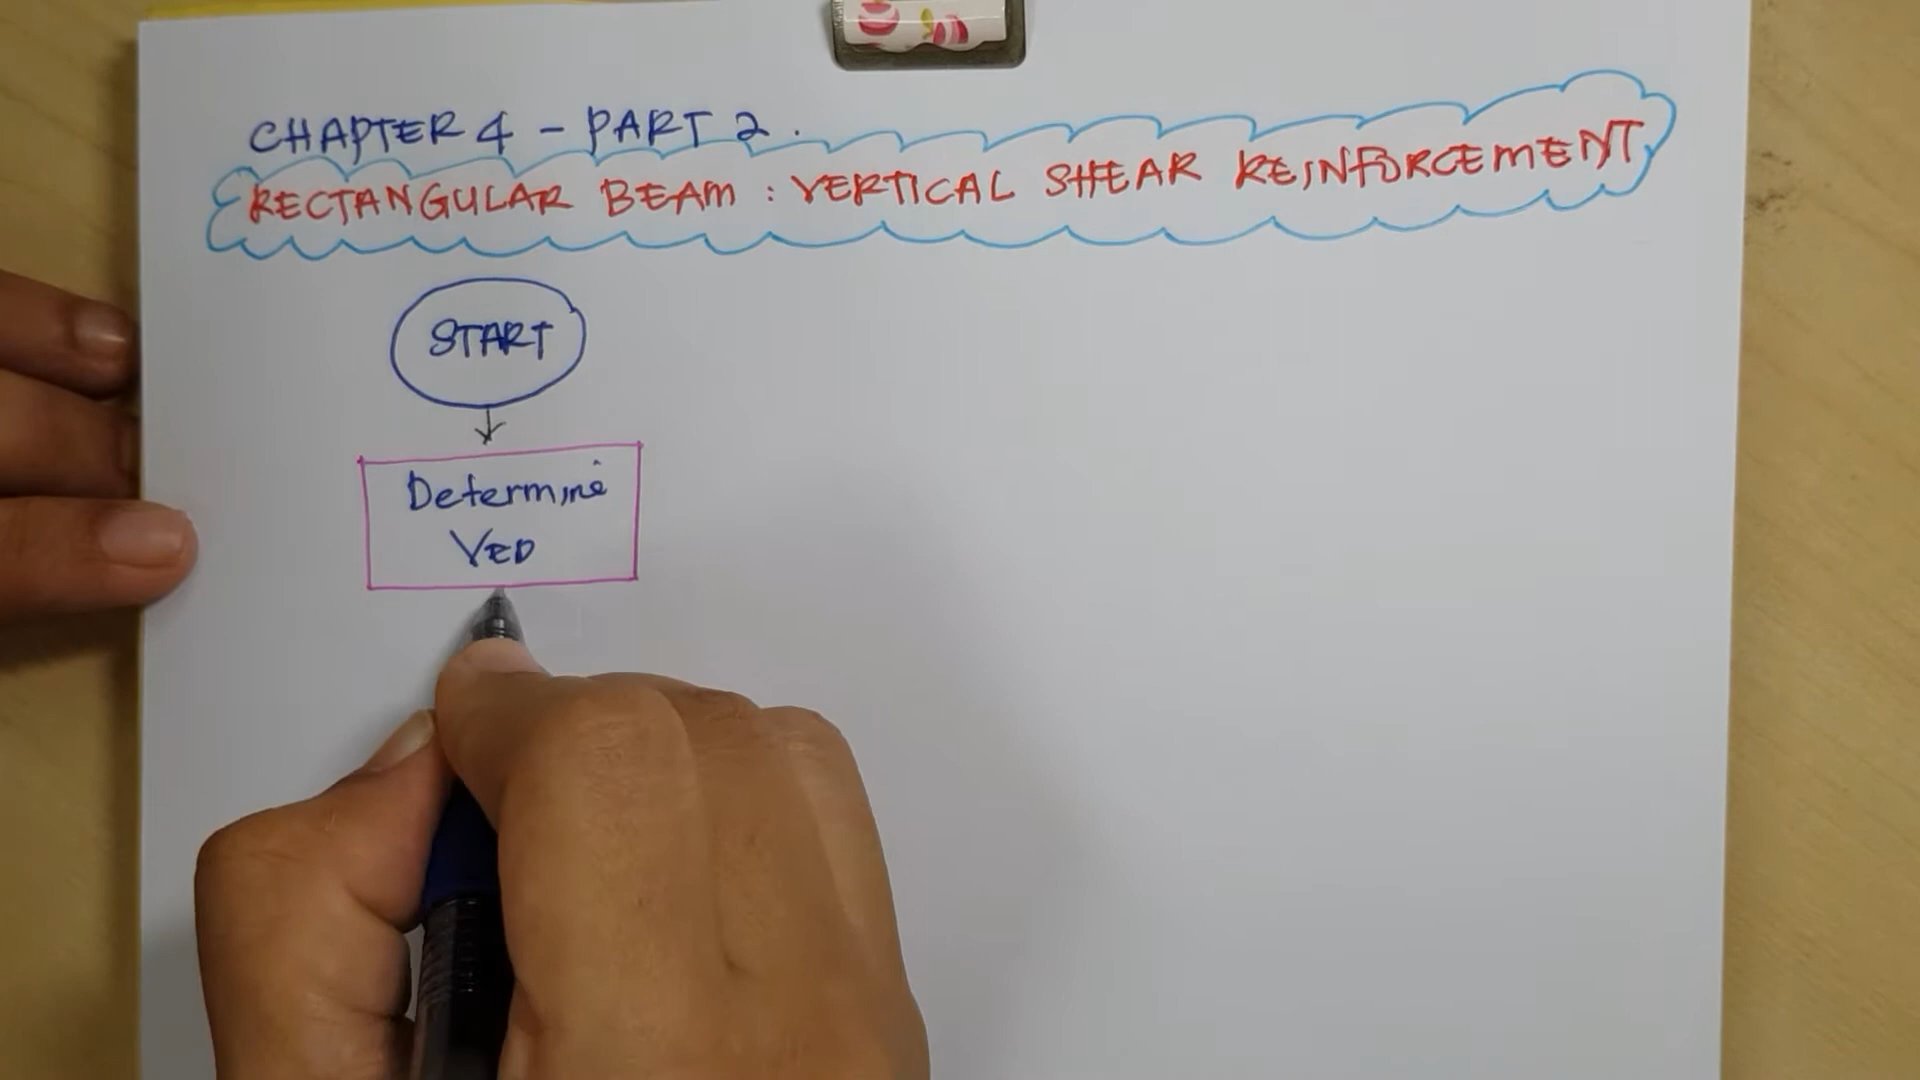 CHAPTER 4 - PART 2.
RECTANGULAR BEAM : VERTICAL SHEAR REINFORCEMENT
START
Determine
VED